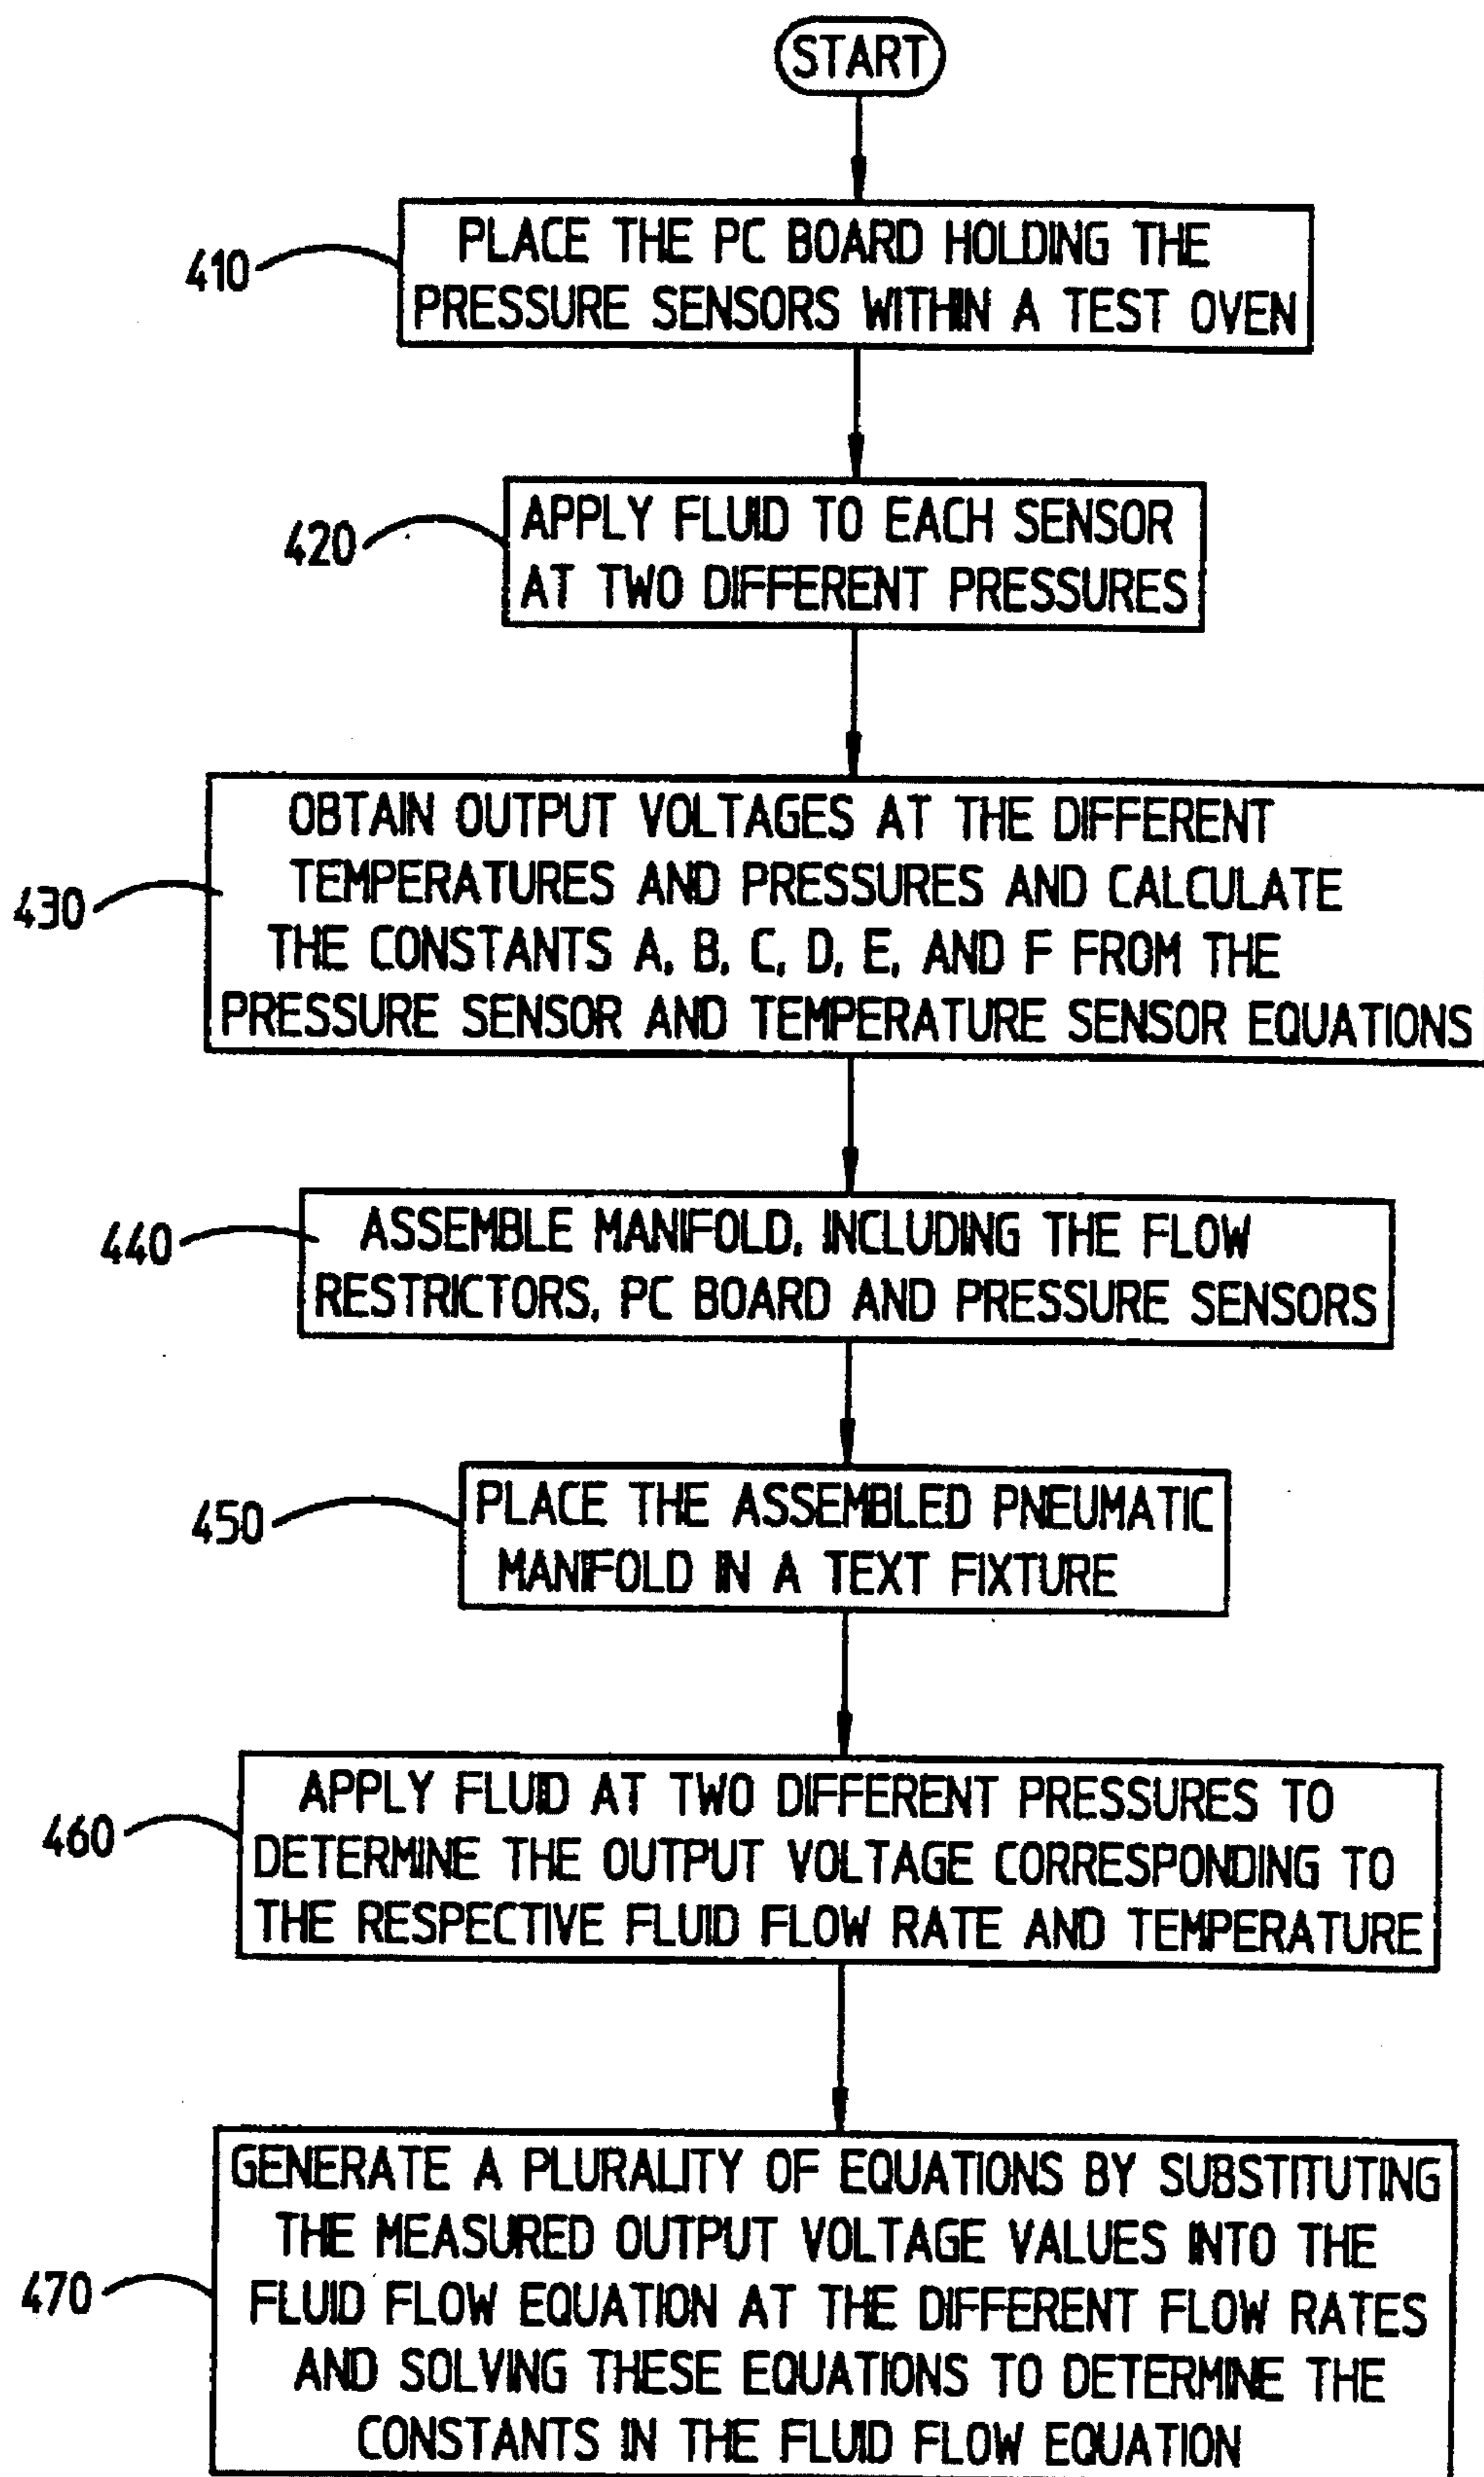 START
410
PLACE THE PC BOARD HOLDING THE
PRESSURE SENSORS WITHIN A TEST OVEN
420
APPLY FLUID TO EACH SENSOR
AT TWO DIFFERENT PRESSURES
430
OBTAIN OUTPUT VOLTAGES AT THE DIFFERENT
TEMPERATURES AND PRESSURES AND CALCULATE
THE CONSTANTS A, B, C, D, E, AND F FROM THE
PRESSURE SENSOR AND TEMPERATURE SENSOR EQUATIONS
440
ASSEMBLE MANIFOLD, INCLUDING THE FLOW
RESTRICTORS, PC BOARD AND PRESSURE SENSORS
450
PLACE THE ASSEMBLED PNEUMATIC
MANIFOLD IN A TEXT FIXTURE
460
APPLY FLUID AT TWO DIFFERENT PRESSURES TO
DETERMINE THE OUTPUT VOLTAGE CORRESPONDING TO
THE RESPECTIVE FLUID FLOW RATE AND TEMPERATURE
470
GENERATE A PLURALITY OF EQUATIONS BY SUBSTITUTING
THE MEASURED OUTPUT VOLTAGE VALUES INTO THE
FLUID FLOW EQUATION AT THE DIFFERENT FLOW RATES
AND SOLVING THESE EQUATIONS TO DETERMINE THE
CONSTANTS IN THE FLUID FLOW EQUATION